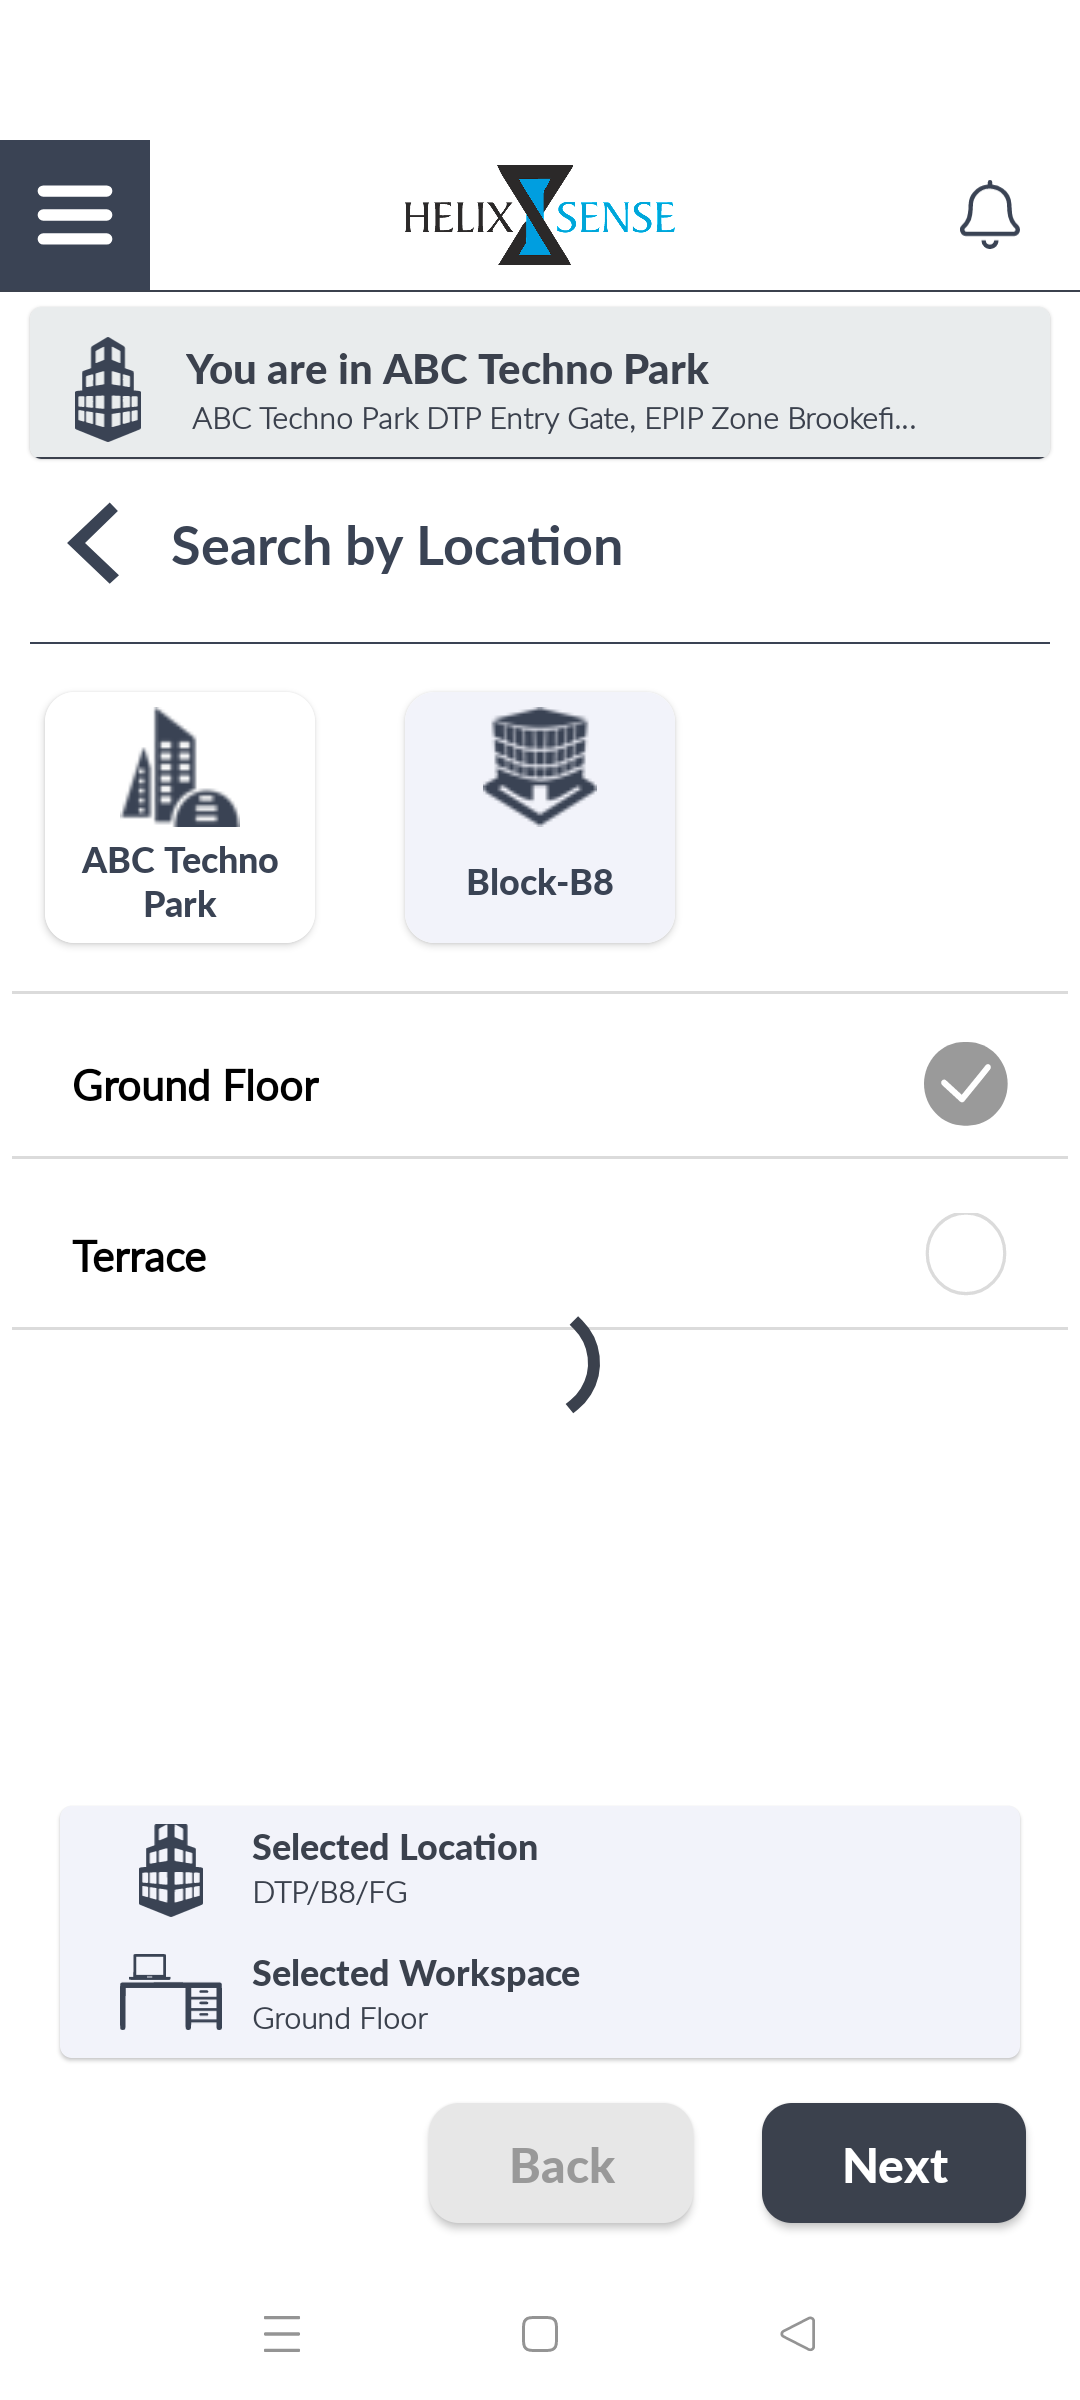 HELIX SENSE
You are in ABC Techno Park
ABC Techno Park DTP Entry Gate, EPIP Zone Brookefi...
Search by Location
ABC Techno
Park
Block-B8
Ground Floor
Terrace
Selected Location
DTP/B8/FG
Selected Workspace
Ground Floor
Back
Next